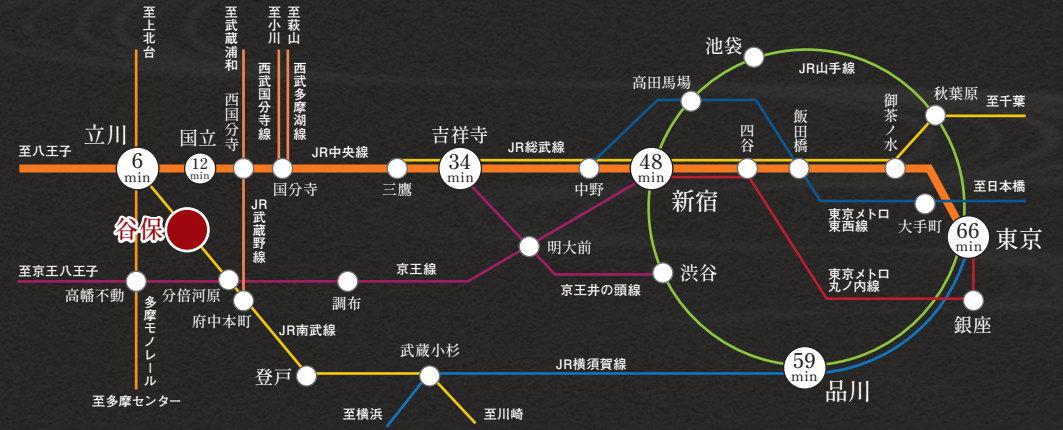 至上北台
至武蔵浦和
至小川
至萩山
西国分寺
西武国分寺線
西武多摩湖線
池袋
JR山手線
高田馬場
飯田橋
四谷
御茶ノ水
秋葉原
至千葉
立川
国立
吉祥寺
至八王子
6
min
12
min
JR中央線
34
min
JR総武線
48
min
国分寺
三鷹
中野
新宿
至日本橋
東京メトロ
東西線
大手町
谷保
JR武蔵野線
明大前
66
min
東京
至京王八王子
京王線
京王井の頭線
渋谷
東京メトロ
丸ノ内線
高幡不動
分倍河原
調布
府中本町
銀座
多摩モノレール
JR南武線
武蔵小杉
JR横須賀線
59
min
品川
登戸
至多摩センター
至横浜
至川崎